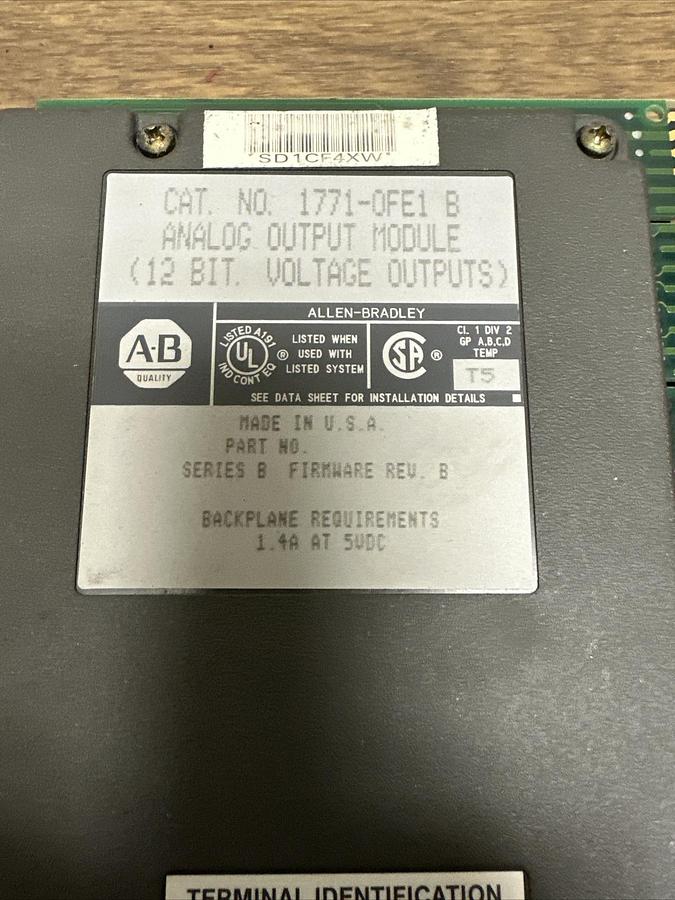 *SD1CF4XW*
CAT. NO. 1771-OFE1 B
ANALOG OUTPUT MODULE
(12 BIT. VOLTAGE OUTPUTS)
ALLEN-BRADLEY
A-B
QUALITY
LISTED A191
UL
®
IND CONT EQ
LISTED WHEN
USED WITH
LISTED SYSTEM
SA
®
CL 1 DIV 2
GP A,B,C,D
TEMP
T5
SEE DATA SHEET FOR INSTALLATION DETAILS
MADE IN U.S.A.
PART NO.
SERIES B FIRMWARE REV. B
BACKPLANE REQUIREMENTS
1.4A AT 5VDC
TERMINAL IDENTIFICATION